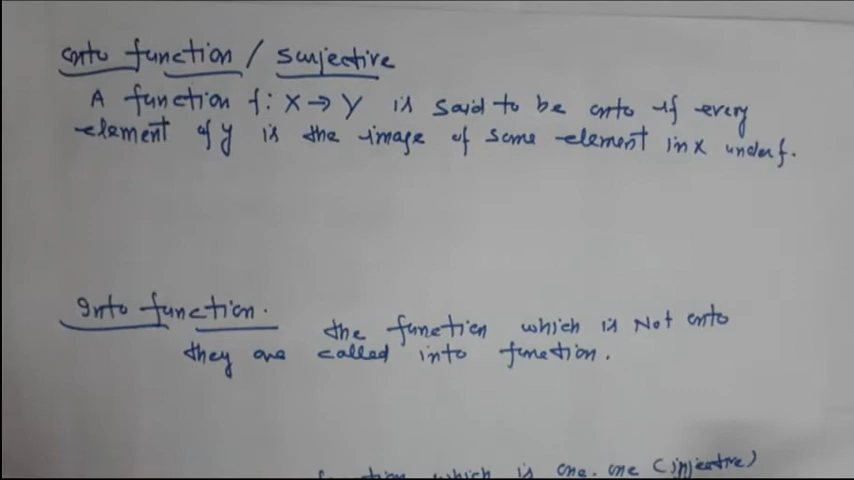 onto function / surjective
A function f: X → Y is said to be onto if every
element of y is the image of some element in x under f.
Into function.
the function which is Not onto
they are called into function.
function which is one-one (injective)